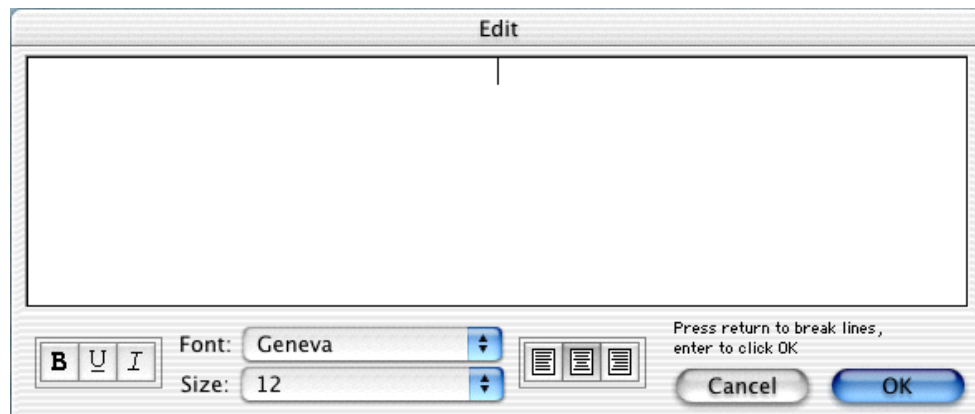 Edit
B U I
Font: Geneva
Size: 12
Press return to break lines,
enter to click OK
Cancel
OK